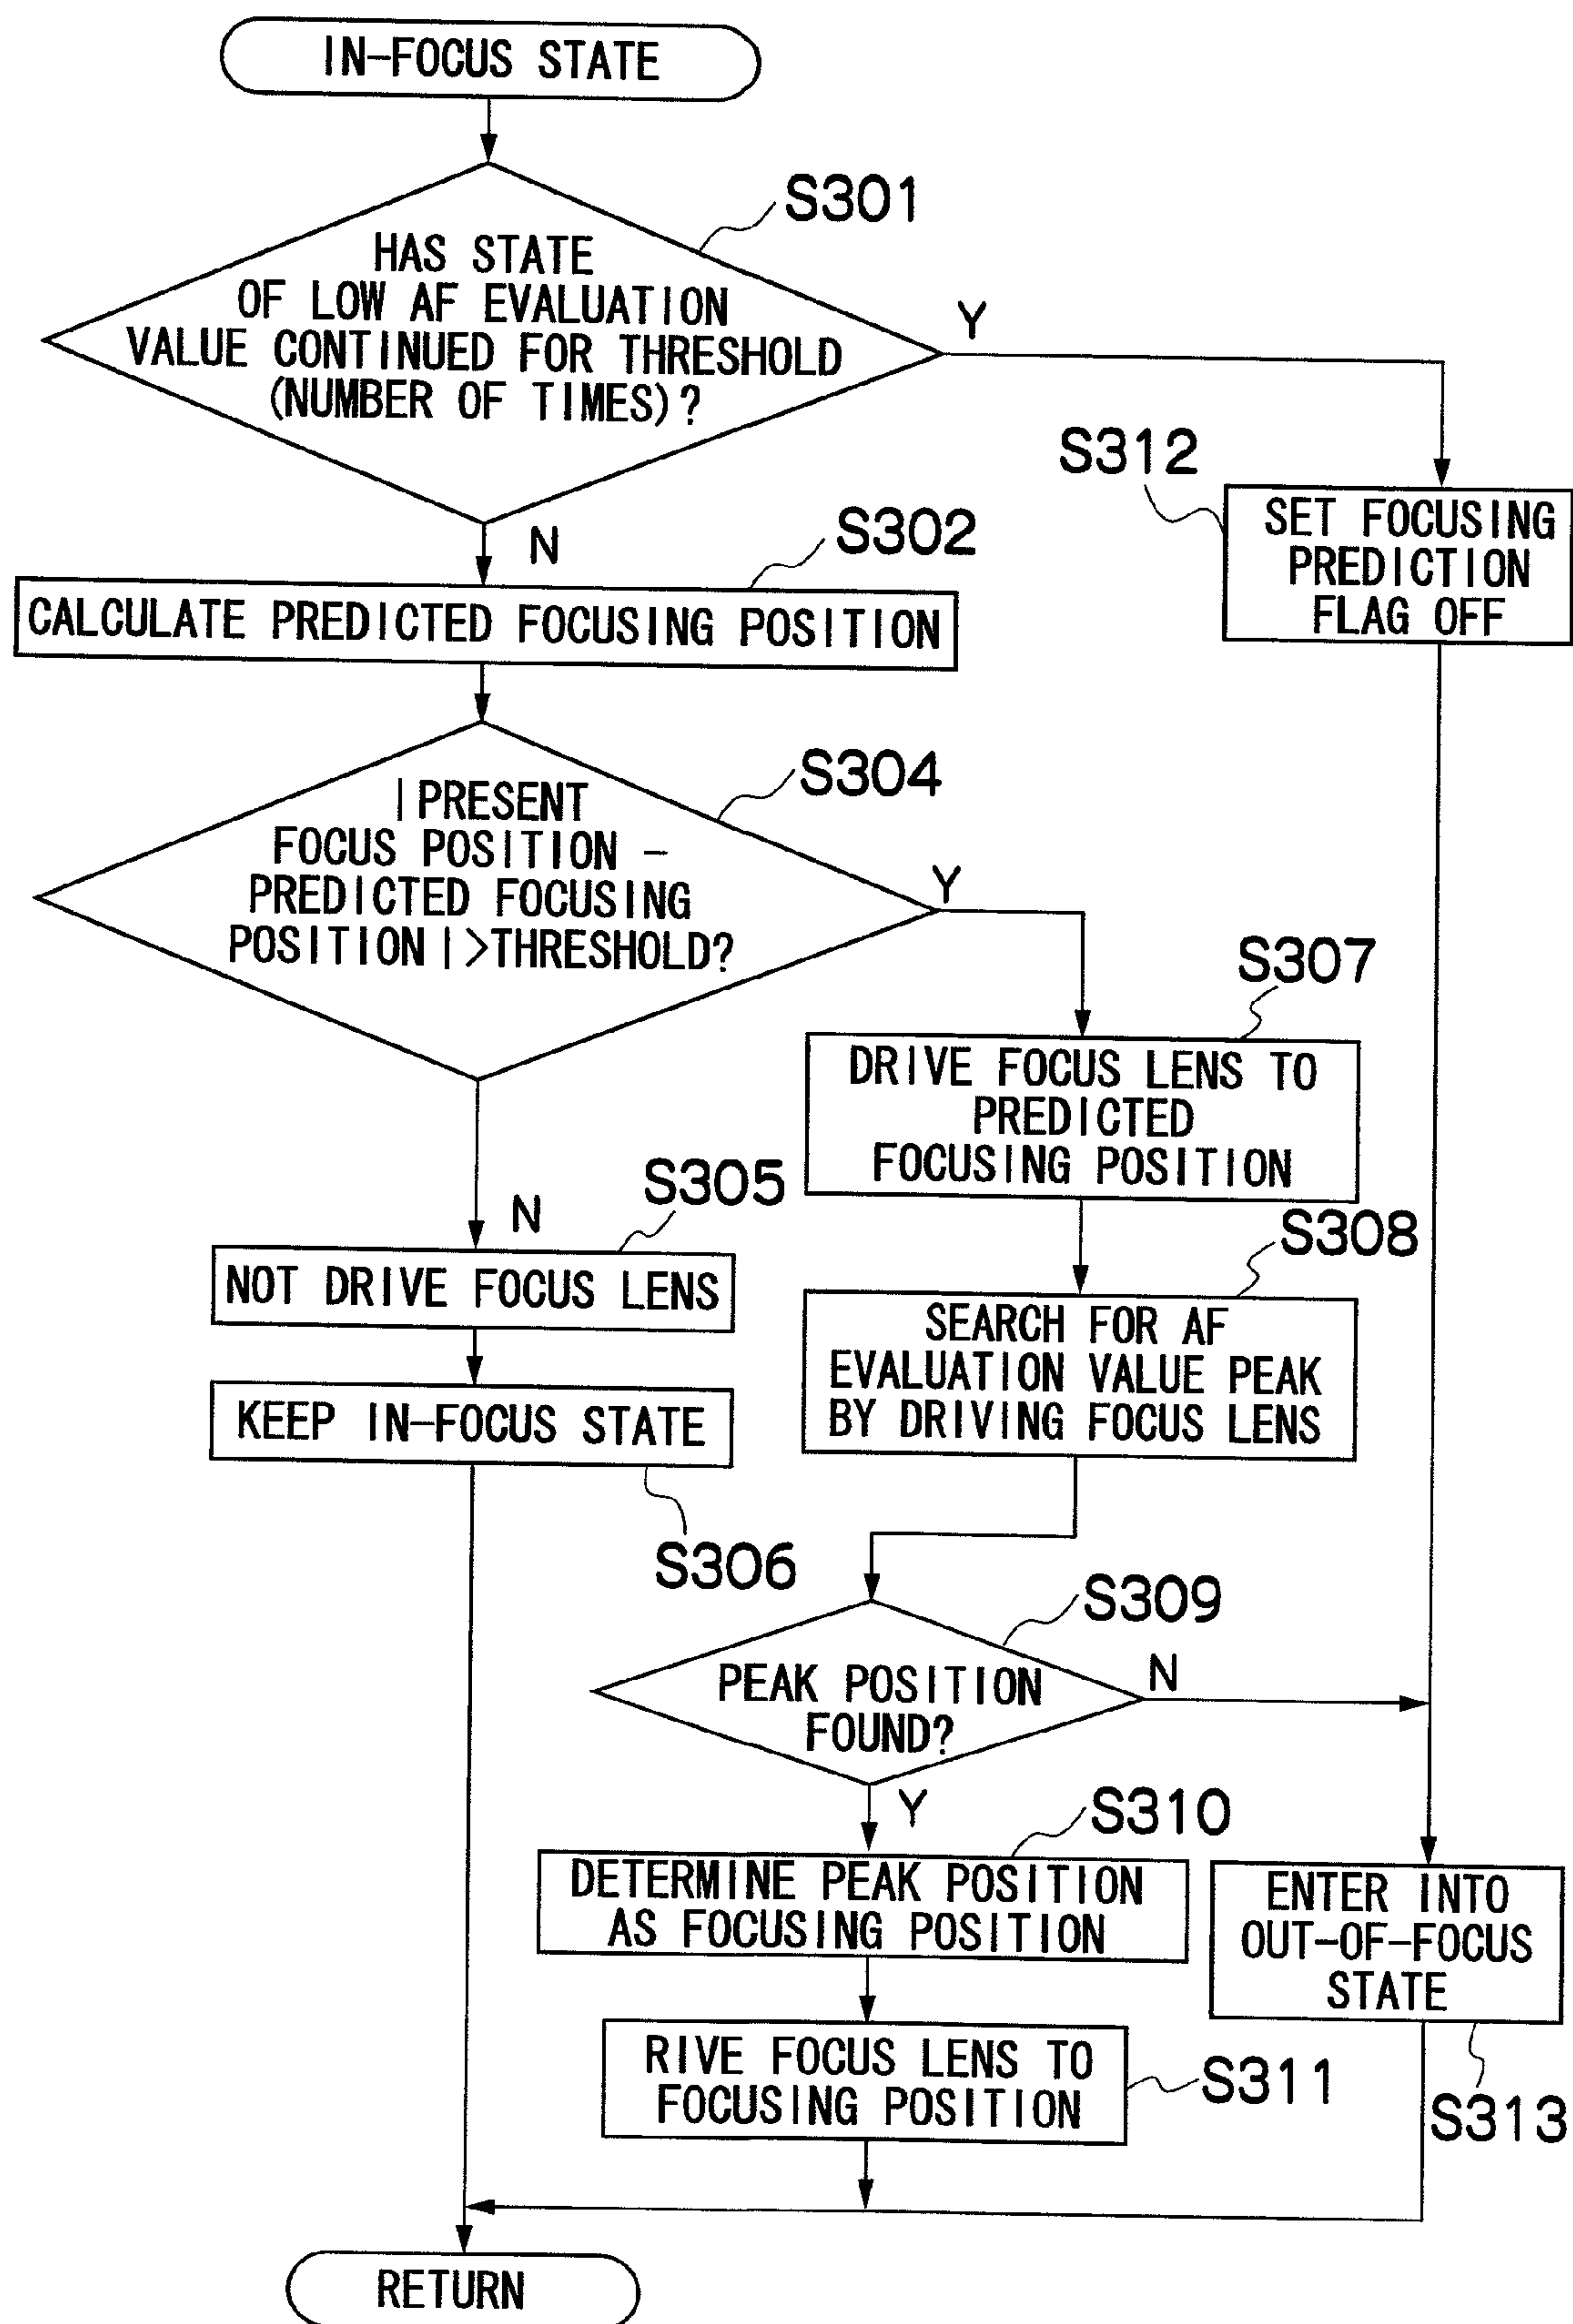 IN-FOCUS STATE
S301
HAS STATE
OF LOW AF EVALUATION
VALUE CONTINUED FOR THRESHOLD
(NUMBER OF TIMES)?
Y
N
S312
SET FOCUSING
PREDICTION
FLAG OFF
S302
CALCULATE PREDICTED FOCUSING POSITION
S304
|PRESENT
FOCUS POSITION -
PREDICTED FOCUSING
POSITION|>THRESHOLD?
Y
N
S307
DRIVE FOCUS LENS TO
PREDICTED
FOCUSING POSITION
S305
NOT DRIVE FOCUS LENS
S308
SEARCH FOR AF
EVALUATION VALUE PEAK
BY DRIVING FOCUS LENS
KEEP IN-FOCUS STATE
S306
S309
PEAK POSITION
FOUND?
N
Y
S310
DETERMINE PEAK POSITION
AS FOCUSING POSITION
ENTER INTO
OUT-OF-FOCUS
STATE
RIVE FOCUS LENS TO
FOCUSING POSITION
S311
S313
RETURN